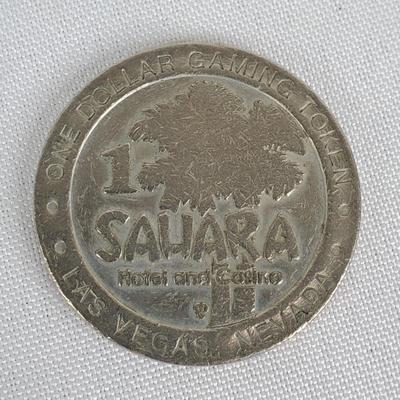 ONE DOLLAR GAMING TOKEN
1
SAHARA
Hotel and Casino
LAS VEGAS, NEVADA